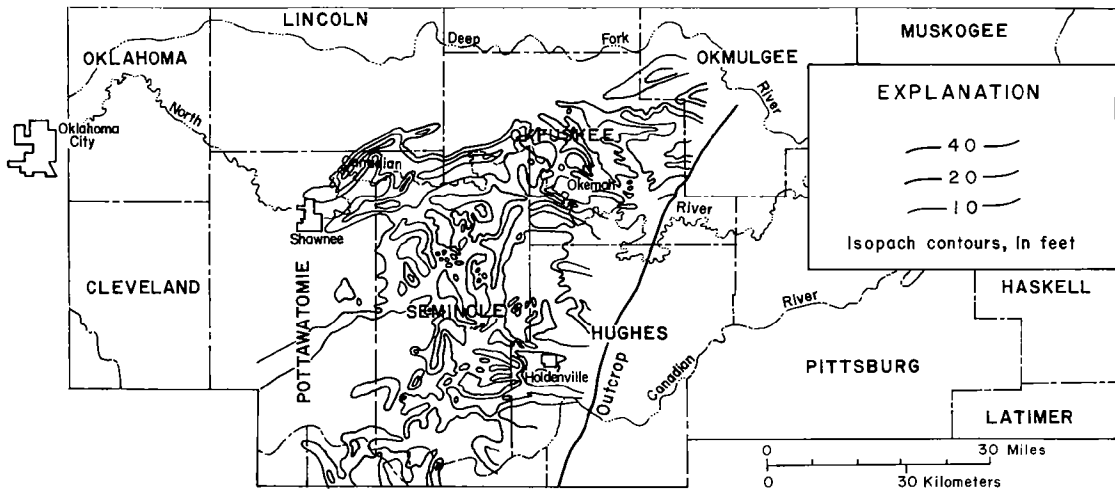 LINCOLN
MUSKOGEE
Deep Fork
OKLAHOMA
OKMULGEE
River
EXPLANATION
North
Oklahoma City
OKFUSKEE
40
Canadian
20
Okemah
10
River
Shawnee
Isopach contours, in feet
CLEVELAND
POTTAWATOMIE
River
HASKELL
SEMINOLE
HUGHES
Canadian
PITTSBURG
Holdenville
Outcrop
LATIMER
0 30 Miles
0 30 Kilometers